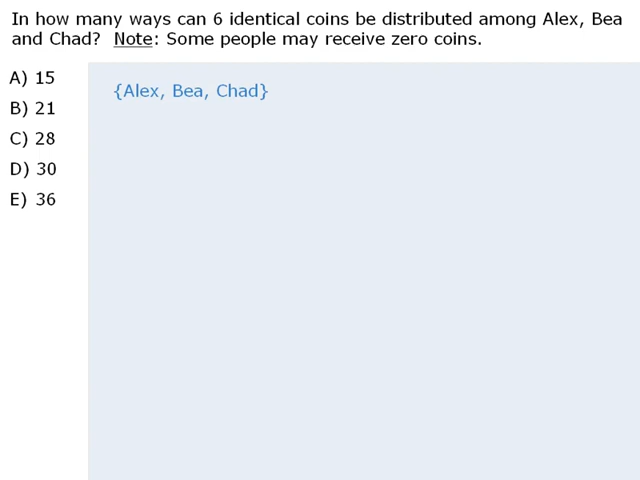 In how many ways can 6 identical coins be distributed among Alex, Bea
and Chad?  Note: Some people may receive zero coins.
{Alex, Bea, Chad}
A) 15
B) 21
C) 28
D) 30
E) 36